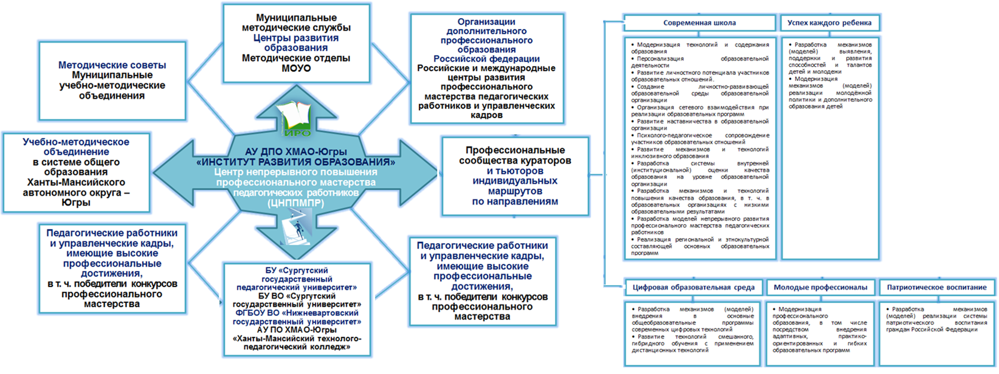 Муниципальные
методические службы
Центры развития
образования
Методические отделы
МОУО
Организации
дополнительного
профессионального
образования
Российской федерации
Российские и международные
центры развития
профессионального
мастерства педагогических
работников и управленческих
кадров
Методические советы
Муниципальные
учебно-методические
объединения
ИРО
Учебно-методическое
объединение
в системе общего
образования
Ханты-Мансийского
автономного округа –
Югры
АУ ДПО ХМАО-Югры
«ИНСТИТУТ РАЗВИТИЯ ОБРАЗОВАНИЯ»
Центр непрерывного повышения
профессионального мастерства
педагогических работников
(ЦНППМПР)
Профессиональные
сообщества кураторов
и тьюторов
индивидуальных
маршрутов
по направлениям
Педагогические работники
и управленческие кадры,
имеющие высокие
профессиональные
достижения,
в т. ч. победители конкурсов
профессионального
мастерства
БУ «Сургутский
государственный
педагогический университет»
БУ ВО «Сургутский
государственный университет»
ФГБОУ ВО «Нижневартовский
государственный университет»
АУ ПО ХМАО-Югры
«Ханты-Мансийский технолого-
педагогический колледж»
Педагогические работники
и управленческие кадры,
имеющие высокие
профессиональные
достижения,
в т. ч. победители конкурсов
профессионального
мастерства
Современная школа
• Модернизация технологий и содержания
образования
• Персонализация образовательной
деятельности
• Развитие личностного потенциала участников
образовательных отношений.
• Создание личностно-развивающей
образовательной среды образовательной
организации
• Организация сетевого взаимодействия при
реализации образовательных программ
• Развитие наставничества в образовательной
организации
• Психолого-педагогическое сопровождение
участников образовательных отношений
• Развитие механизмов и технологий
инклюзивного образования
• Разработка системы внутренней
(институциональной) оценки качества
образования на уровне образовательной
организации
• Разработка механизмов и технологий
повышения качества образования, в т. ч. в
образовательных организациях с низкими
образовательными результатами
• Разработка моделей непрерывного развития
профессионального мастерства педагогических
работников
• Реализация региональной и этнокультурной
составляющей основных образовательных
программ
Успех каждого ребенка
• Разработка механизмов
(моделей) выявления,
поддержки и развития
способностей и талантов
детей и молодежи
• Модернизация
механизмов (моделей)
реализации молодёжной
политики и дополнительного
образования детей
Цифровая образовательная среда
• Разработка механизмов (моделей)
внедрения в основные
общеобразовательные программы
современных цифровых технологий
• Развитие технологий смешанного,
гибридного обучения с применением
дистанционных технологий
Молодые профессионалы
• Модернизация
профессионального
образования, в том числе
посредством внедрения
адаптивных, практико-
ориентированных и гибких
образовательных программ
Патриотическое воспитание
• Разработка механизмов
(моделей) реализации системы
патриотического воспитания
граждан Российской Федерации